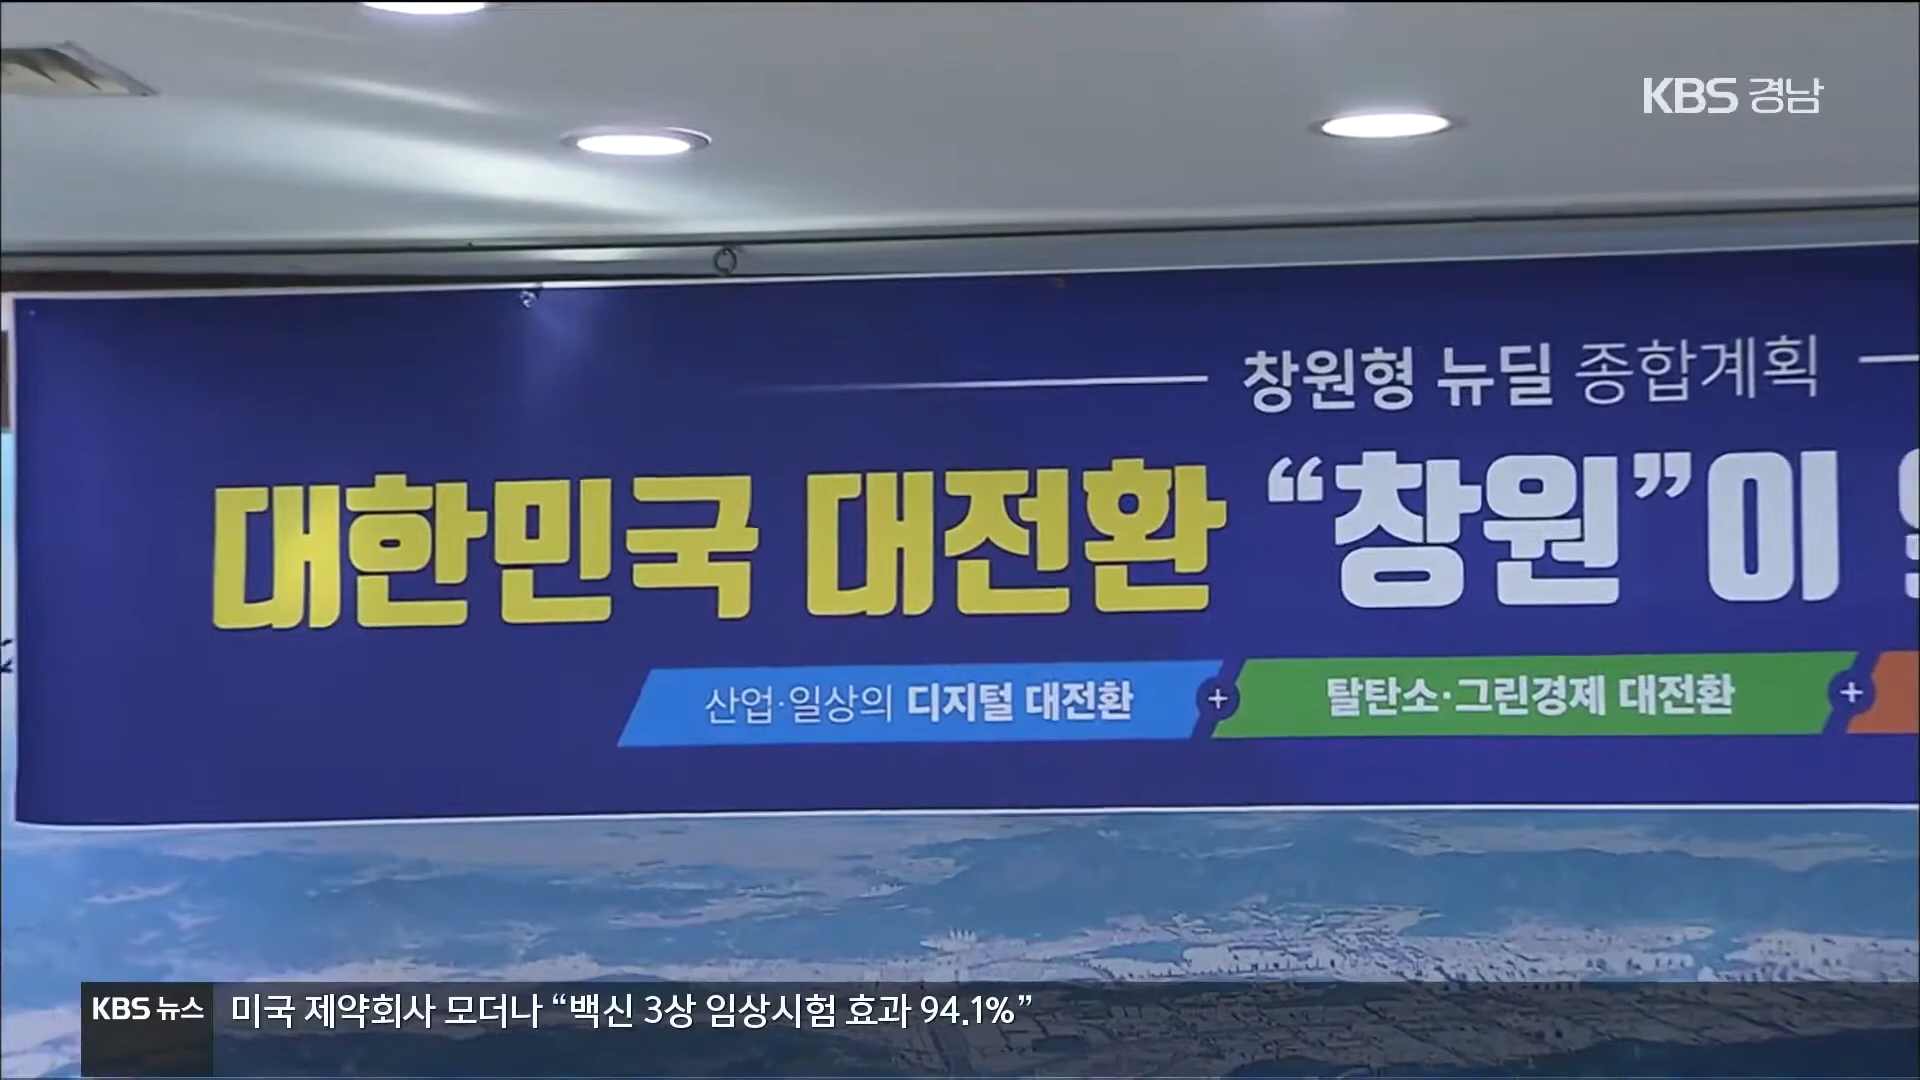 KBS 경남
창원형 뉴딜 종합계획
대한민국 대전환 “창원”이
산업·일상의 디지털 대전환 + 탈탄소·그린경제 대전환 +
KBS 뉴스 미국 제약회사 모더나 “백신 3상 임상시험 효과 94.1%”